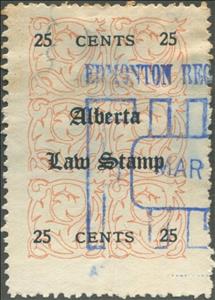 25 CENTS 25
EDMONTON REG
Alberta
Law Stamp
MAR
25 CENTS 25
A